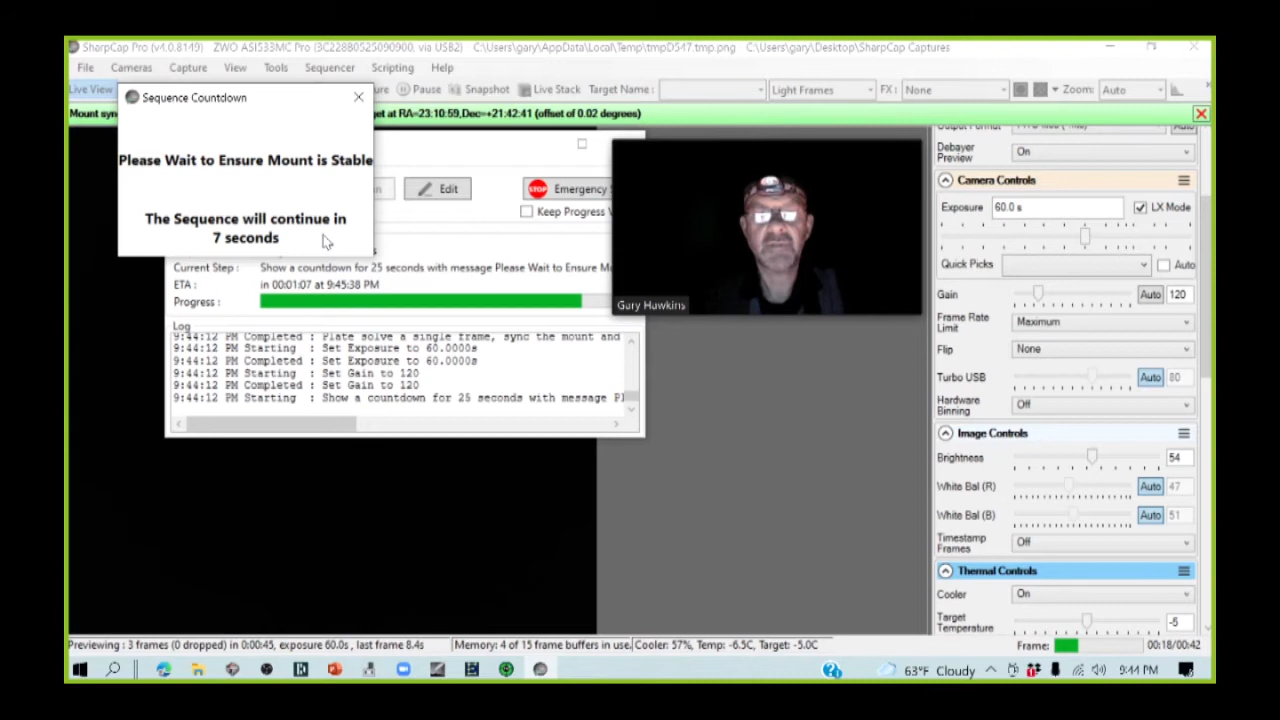 SharpCap Pro (v4.0.8149) ZWO ASI533MC Pro (3C228B0525090900, via USB2) C:\Users\gary\AppData\Local\Temp\tmpD547.tmp.png C:\Users\gary\Desktop\SharpCap Captures
File Cameras Capture View Tools Sequencer Scripting Help
Live View Pause Snapshot Live Stack Target Name : Light Frames FX: None Zoom: Auto
Sequence Countdown
Please Wait to Ensure Mount is Stable
The Sequence will continue in
7 seconds
Mount get at RA=23:10:59,Dec=+21:42:41 (offset of 0.02 degrees)
Edit
STOP Emergency
Keep Progress
Current Step : Show a countdown for 25 seconds with message Please Wait to Ensure
ETA : in 00:01:07 at 9:45:38 PM
Progress :
Log
9:44:12 PM Completed : Plate solve a single frame, sync the mount and
9:44:12 PM Starting : Set Exposure to 60.0000s
9:44:12 PM Completed : Set Exposure to 60.0000s
9:44:12 PM Starting : Set Gain to 120
9:44:12 PM Completed : Set Gain to 120
9:44:12 PM Starting : Show a countdown for 25 seconds with message
Gary Hawkins
Debayer Preview On
Camera Controls
Exposure 60.0 s LX Mode
Quick Picks Auto
Gain Auto 120
Frame Rate Limit Maximum
Flip None
Turbo USB Auto 80
Hardware Binning Off
Image Controls
Brightness 54
White Bal (R) Auto 47
White Bal (B) Auto 51
Timestamp Frames Off
Thermal Controls
Cooler On
Target Temperature -5
Previewing : 3 frames (0 dropped) in 0:00:45, exposure 60.0s, last frame 8.4s Memory: 4 of 15 frame buffers in use. Cooler: 57%, Temp: -6.5C, Target: -5.0C Frame: 00:18/00:42
63°F Cloudy 9:44 PM